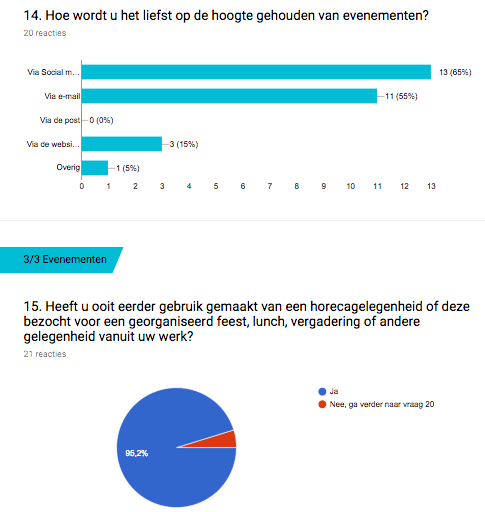 14. Hoe wordt u het liefst op de hoogte gehouden van evenementen?
20 reacties
Via Social m...
13 (65%)
Via e-mail
11 (55%)
Via de post
0 (0%)
Via de websi...
3 (15%)
Overig
1 (5%)
0 1 2 3 4 5 6 7 8 9 10 11 12 13
3/3 Evenementen
15. Heeft u ooit eerder gebruik gemaakt van een horecagelegenheid of deze
bezocht voor een georganiseerd feest, lunch, vergadering of andere
gelegenheid vanuit uw werk?
21 reacties
Ja
Nee, ga verder naar vraag 20
95,2%